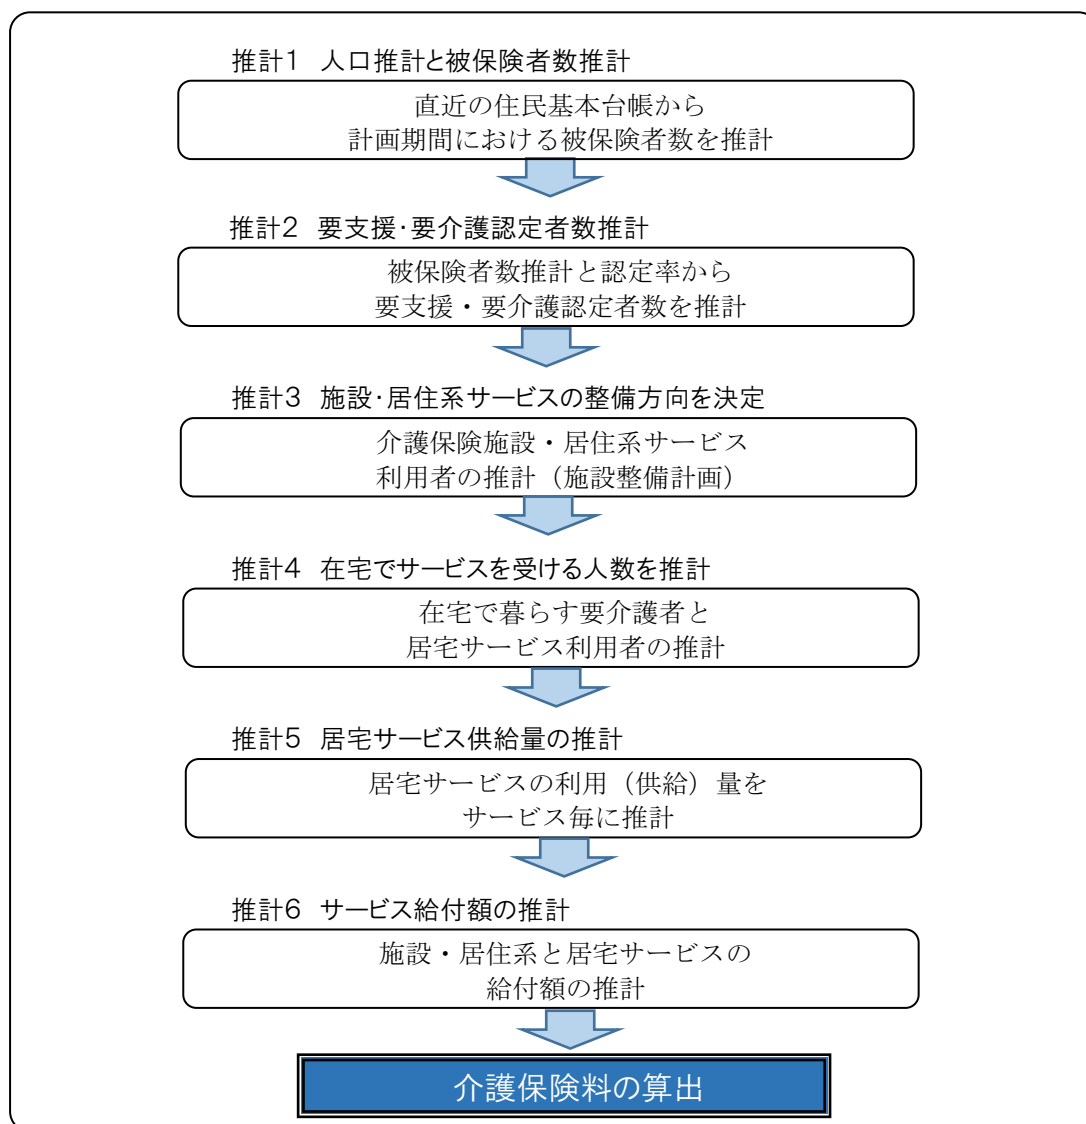 推計1 人口推計と被保険者数推計
直近の住民基本台帳から
計画期間における被保険者数を推計
推計2 要支援・要介護認定者数推計
被保険者数推計と認定率から
要支援・要介護認定者数を推計
推計3 施設・居住系サービスの整備方向を決定
介護保険施設・居住系サービス
利用者の推計（施設整備計画）
推計4 在宅でサービスを受ける人数を推計
在宅で暮らす要介護者と
居宅サービス利用者の推計
推計5 居宅サービス供給量の推計
居宅サービスの利用（供給）量を
サービス毎に推計
推計6 サービス給付額の推計
施設・居住系と居宅サービスの
給付額の推計
介護保険料の算出